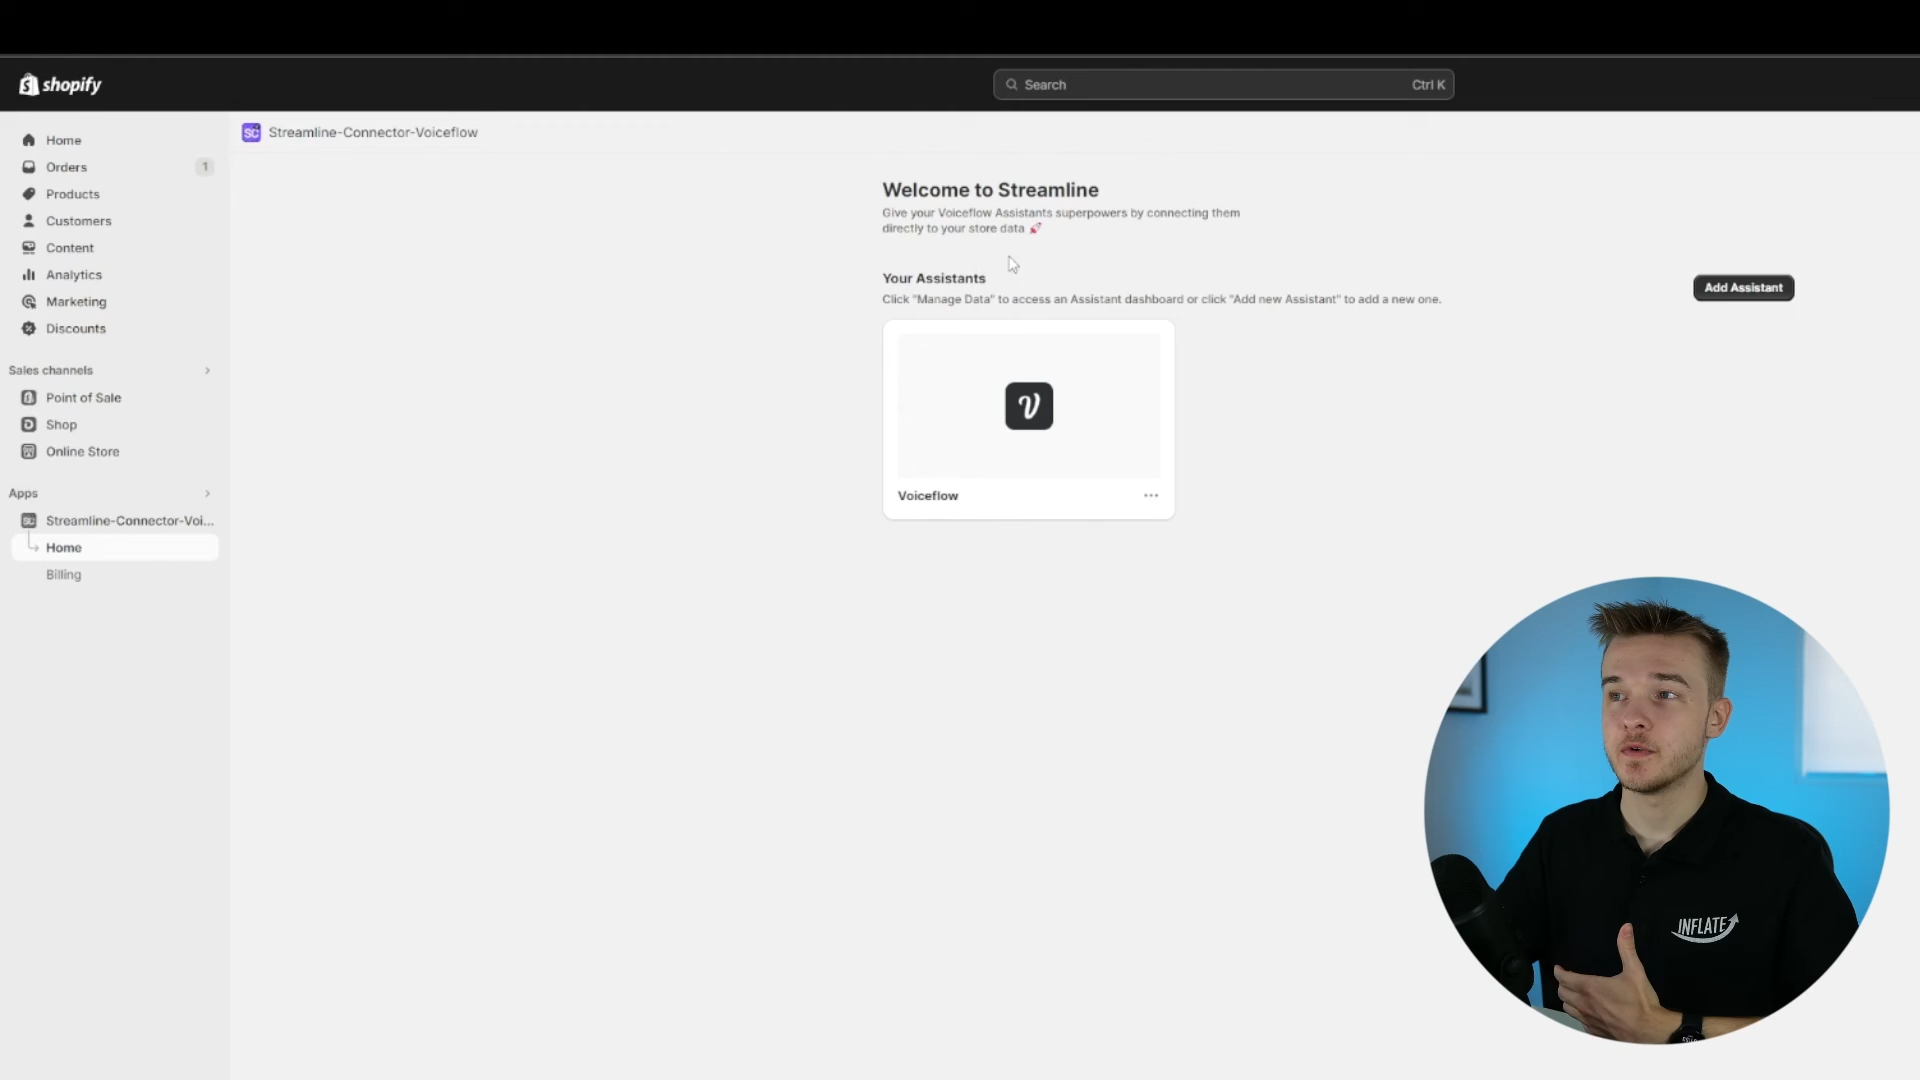 shopify
Search
Ctrl K
Home
Orders
1
Products
Customers
Content
Analytics
Marketing
Discounts
Sales channels
Point of Sale
Shop
Online Store
Apps
Streamline-Connector-Voi...
Home
Billing
SC Streamline-Connector-Voiceflow
Welcome to Streamline
Give your Voiceflow Assistants superpowers by connecting them
directly to your store data 🚀
Your Assistants
Click "Manage Data" to access an Assistant dashboard or click "Add new Assistant" to add a new one.
Add Assistant
V
Voiceflow
INFLATE